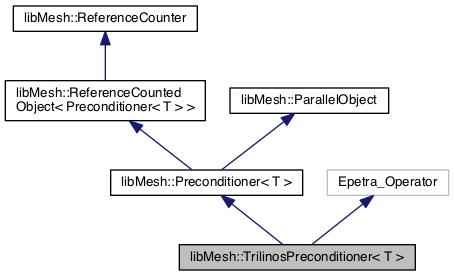 libMesh::ReferenceCounter
libMesh::ReferenceCounted
Object< Preconditioner< T > >
libMesh::ParallelObject
libMesh::Preconditioner< T >
Epetra_Operator
libMesh::TrilinosPreconditioner< T >